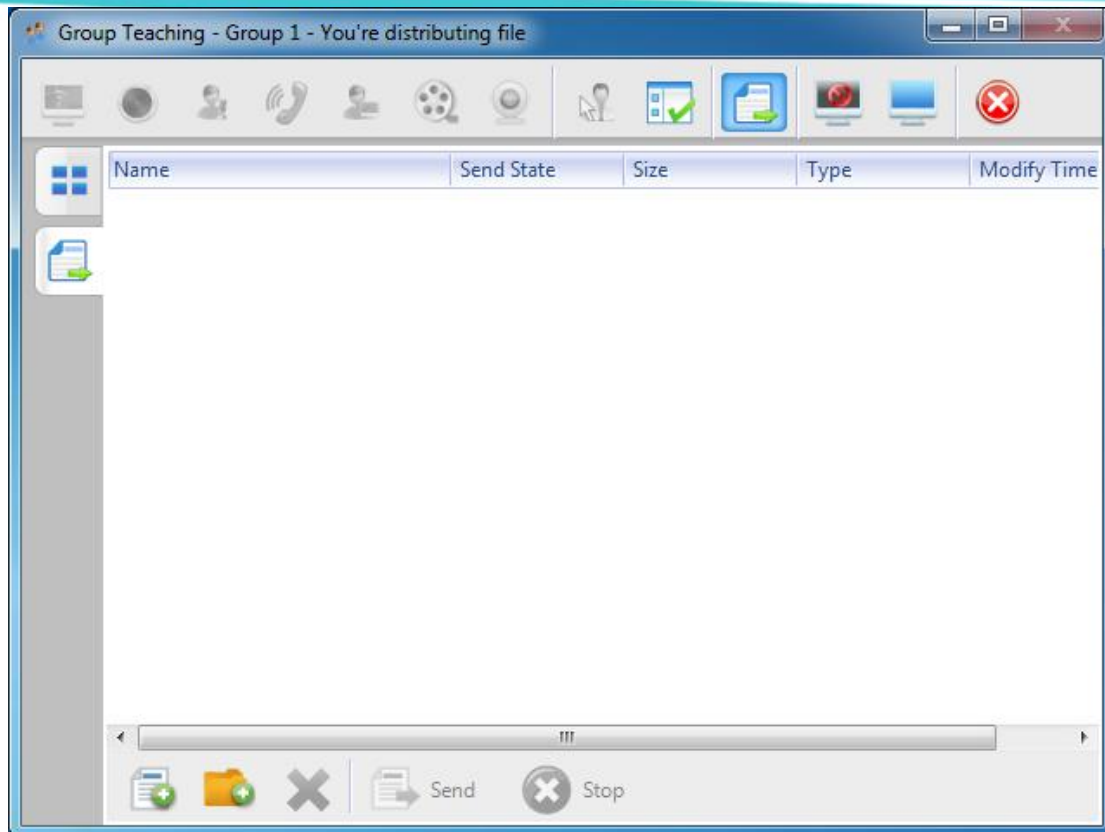 Group Teaching - Group 1 - You're distributing file
Name Send State Size Type Modify Time
Send Stop